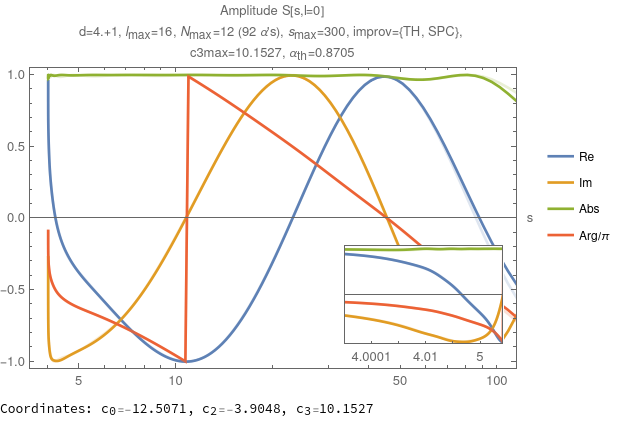 Amplitude S[s,l=0]
d=4.+1, lmax=16, Nmax=12 (92 α's), smax=300, improv={TH, SPC},
c3max=10.1527, αth=0.8705
1.0
0.5
0.0
-0.5
-1.0
5
10
50
100
s
4.0001
4.01
5
Re
Im
Abs
Arg/π
Coordinates: c0=-12.5071, c2=-3.9048, c3=10.1527